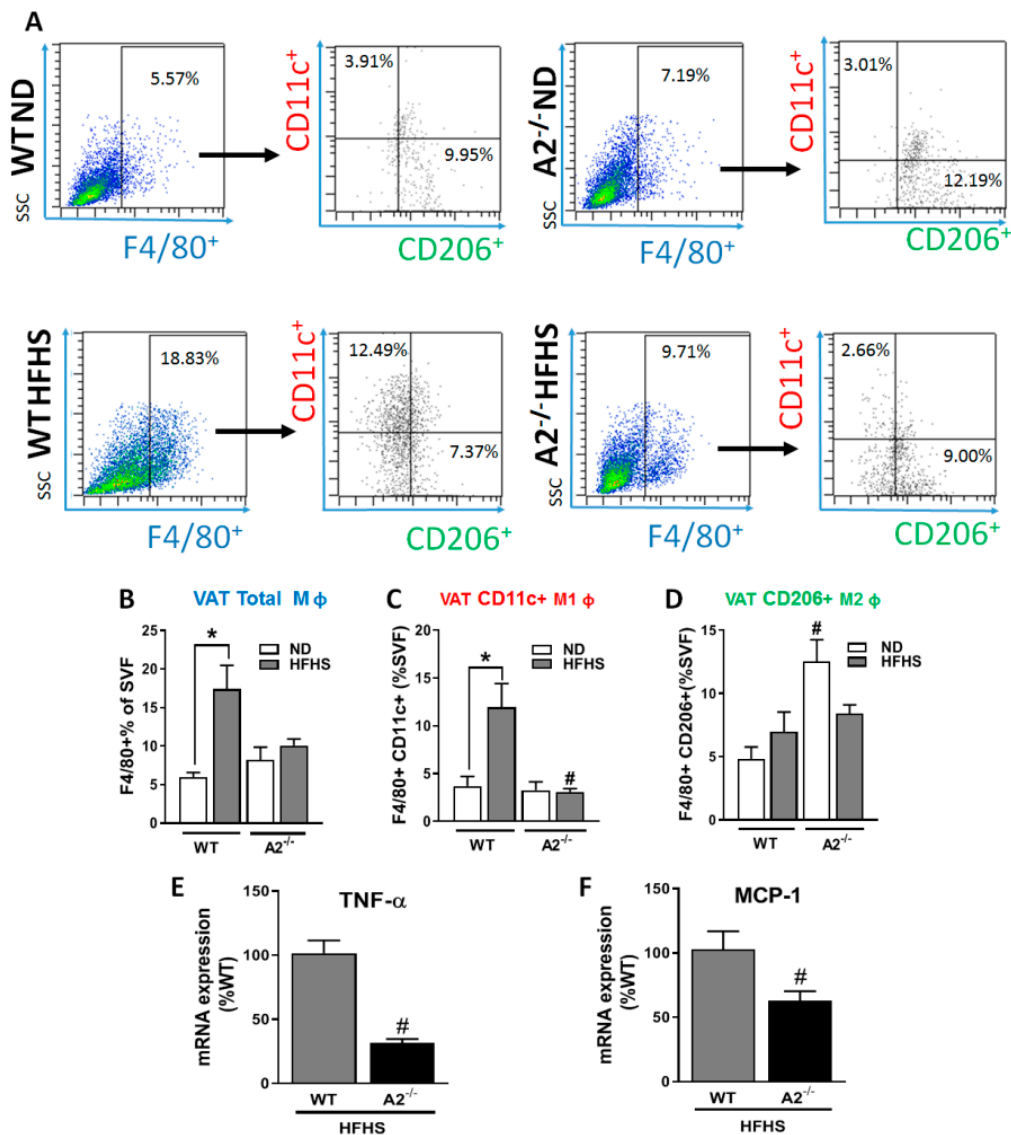 A
WT ND
5.57%
SSC
F4/80+
CD11c+
3.91%
9.95%
CD206+
A2-/-ND
7.19%
SSC
F4/80+
CD11c+
3.01%
12.19%
CD206+
WT HFHS
18.83%
SSC
F4/80+
CD11c+
12.49%
7.37%
CD206+
A2-/-HFHS
9.71%
SSC
F4/80+
CD11c+
2.66%
9.00%
CD206+
B
VAT Total M ϕ
F4/80+% of SVF
25
20
15
10
5
0
*
ND
HFHS
WT
A2-/-
C
VAT CD11c+ M1 ϕ
F4/80+ CD11c+ (%SVF)
20
15
10
5
0
*
#
ND
HFHS
WT
A2-/-
D
VAT CD206+ M2 ϕ
F4/80+ CD206+(%SVF)
15
10
5
0
#
ND
HFHS
WT
A2-/-
E
TNF-α
mRNA expression
(%WT)
150
100
50
0
#
WT
A2-/-
HFHS
F
MCP-1
mRNA expression
(%WT)
150
100
50
0
#
WT
A2-/-
HFHS